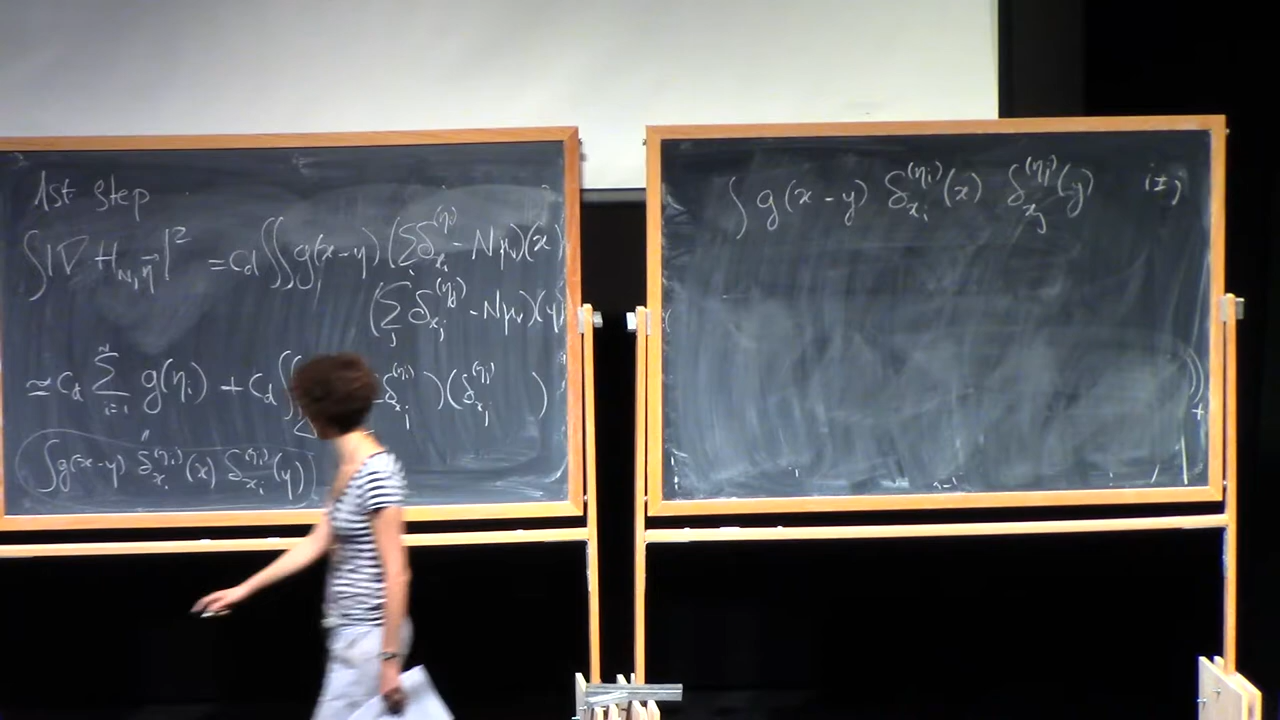 1st step
∫|∇H_{N,η⃗}|² = c_d ∫∫ g(x-y) (∑_i δ_{x_i}^{(η_i)} - Nμ_V)(x)
(∑_j δ_{x_j}^{(η_j)} - Nμ_V)(y)
≃ c_d ∑_{i=1}^{N} g(η_i) + c_d ∫∫ δ_{x_i}^{(η_i)} )(δ_{x_j}^{(η_j)} )
∫g(x-y) δ_{x_i}^{(η_i)}(x) δ_{x_i}^{(η_i)}(y)
∫ g(x-y) δ_{x_i}^{(η_i)}(x) δ_{x_j}^{(η_j)}(y) i≠j